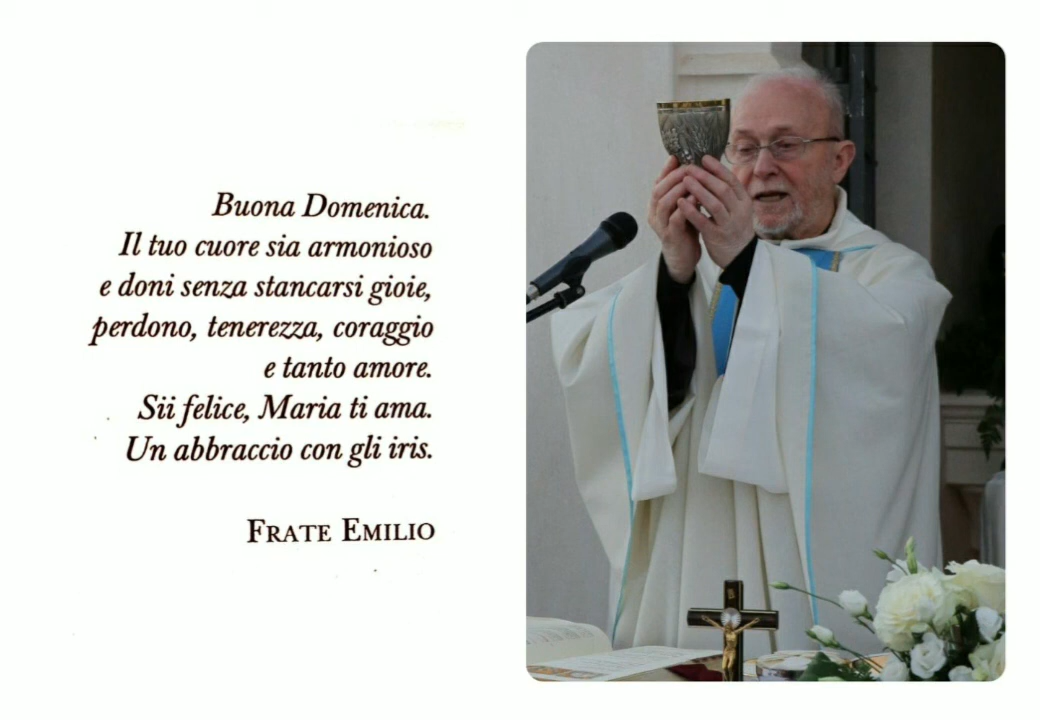 Buona Domenica.
Il tuo cuore sia armonioso
e doni senza stancarsi gioie,
perdono, tenerezza, coraggio
e tanto amore.
Sii felice, Maria ti ama.
Un abbraccio con gli iris.
FRATE EMILIO